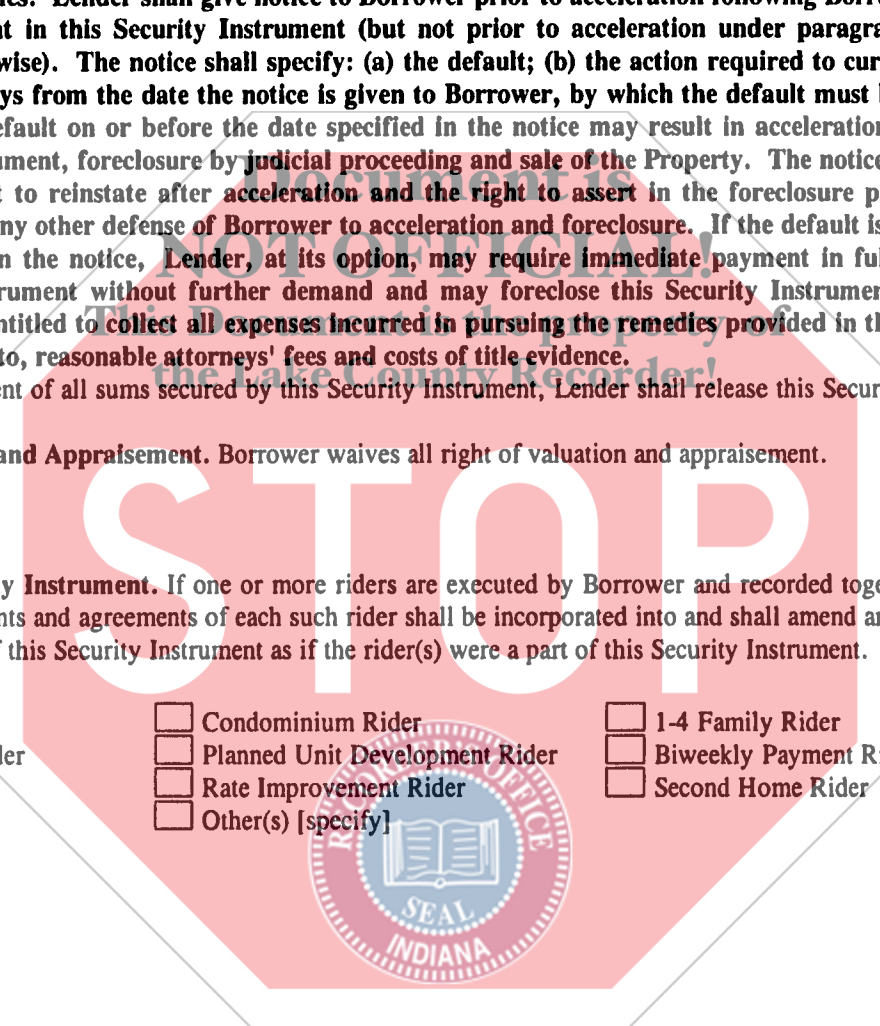 ies. Lender shall give notice to Borrower prior to acceleration following Borro
nt in this Security Instrument (but not prior to acceleration under paragra
wise). The notice shall specify: (a) the default; (b) the action required to cur
ys from the date the notice is given to Borrower, by which the default must
efault on or before the date specified in the notice may result in acceleration
ument, foreclosure by judicial proceeding and sale of the Property. The notice
t to reinstate after acceleration and the right to assert in the foreclosure p
ny other defense of Borrower to acceleration and foreclosure. If the default is
n the notice, Lender, at its option, may require immediate payment in ful
rument without further demand and may foreclose this Security Instrumen
ntitled to collect all expenses incurred in pursuing the remedies provided in th
to, reasonable attorneys' fees and costs of title evidence.
ent of all sums secured by this Security Instrument, Lender shall release this Secur
Document is
NOT OFFICIAL!
This Document is the property of
the Lake County Recorder!
and Appraisement. Borrower waives all right of valuation and appraisement.
STOP
y Instrument. If one or more riders are executed by Borrower and recorded toge
nts and agreements of each such rider shall be incorporated into and shall amend an
f this Security Instrument as if the rider(s) were a part of this Security Instrument.
Condominium Rider
1-4 Family Rider
der
Planned Unit Development Rider
Biweekly Payment R
Rate Improvement Rider
Second Home Rider
Other(s) [specify]
RECORDER'S OFFICE
SEAL
INDIANA